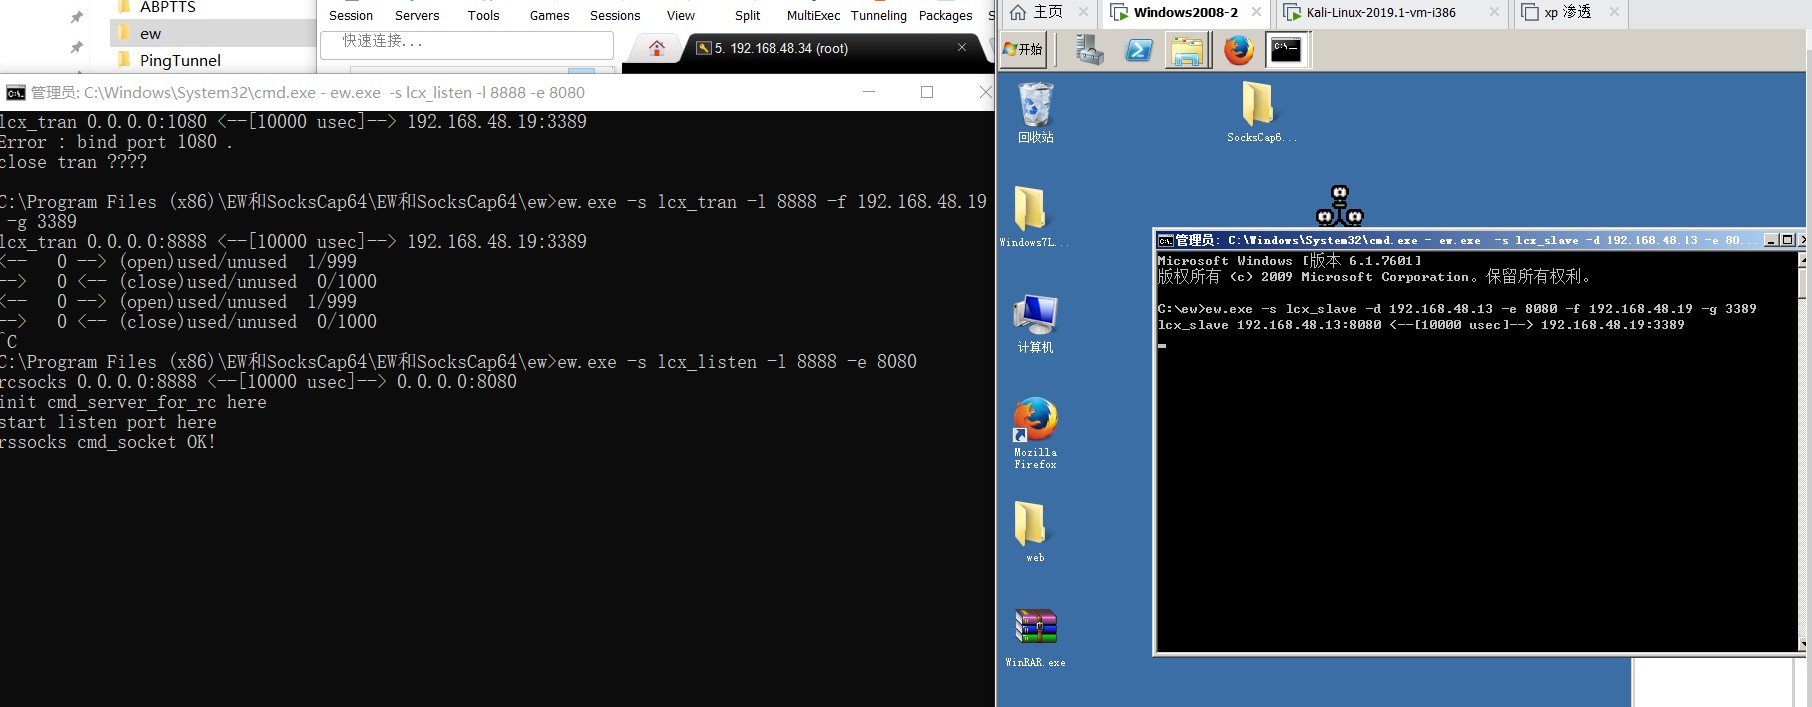 ABPTTS
ew
PingTunnel
Session Servers Tools Games Sessions View Split MultiExec Tunneling Packages S
快速连接...
5. 192.168.48.34 (root)
主页
Windows2008-2
Kali-Linux-2019.1-vm-i386
xp 渗透
开始
管理员: C:\Windows\System32\cmd.exe - ew.exe  -s lcx_listen -l 8888 -e 8080
lcx_tran 0.0.0.0:1080 <--[10000 usec]--> 192.168.48.19:3389
Error : bind port 1080 .
close tran ????
C:\Program Files (x86)\EW和SocksCap64\EW和SocksCap64\ew>ew.exe -s lcx_tran -l 8888 -f 192.168.48.19
-g 3389
lcx_tran 0.0.0.0:8888 <--[10000 usec]--> 192.168.48.19:3389
<--   0 --> (open)used/unused  1/999
-->   0 <-- (close)used/unused  0/1000
<--   0 --> (open)used/unused  1/999
-->   0 <-- (close)used/unused  0/1000
^C
C:\Program Files (x86)\EW和SocksCap64\EW和SocksCap64\ew>ew.exe -s lcx_listen -l 8888 -e 8080
rcsocks 0.0.0.0:8888 <--[10000 usec]--> 0.0.0.0:8080
init cmd_server_for_rc here
start listen port here
rssocks cmd_socket OK!
回收站
SocksCap6...
Windows7L...
计算机
Mozilla
Firefox
web
WinRAR.exe
管理员: C:\Windows\System32\cmd.exe - ew.exe  -s lcx_slave -d 192.168.48.13 -e 80...
Microsoft Windows [版本 6.1.7601]
版权所有 (c) 2009 Microsoft Corporation。保留所有权利。
C:\ew>ew.exe -s lcx_slave -d 192.168.48.13 -e 8080 -f 192.168.48.19 -g 3389
lcx_slave 192.168.48.13:8080 <--[10000 usec]--> 192.168.48.19:3389